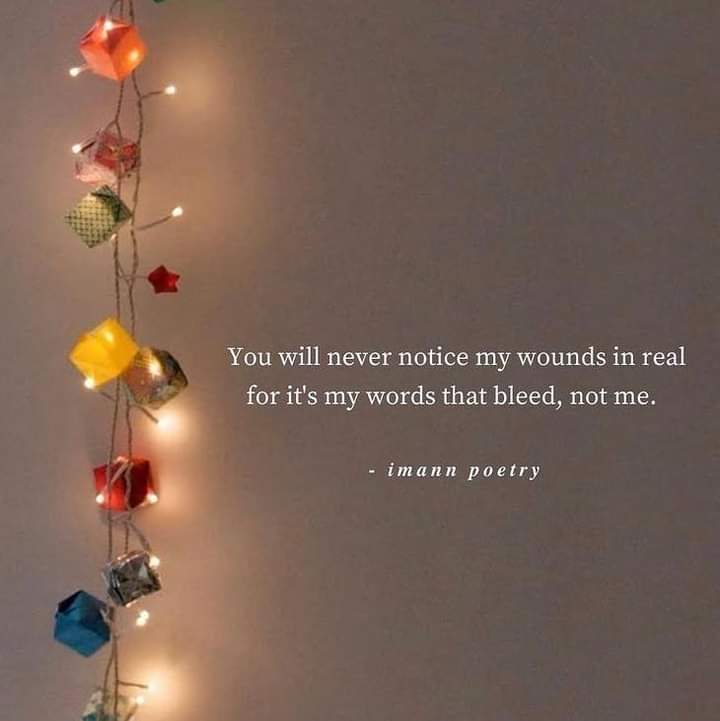 You will never notice my wounds in real
for it's my words that bleed, not me.
- imann poetry